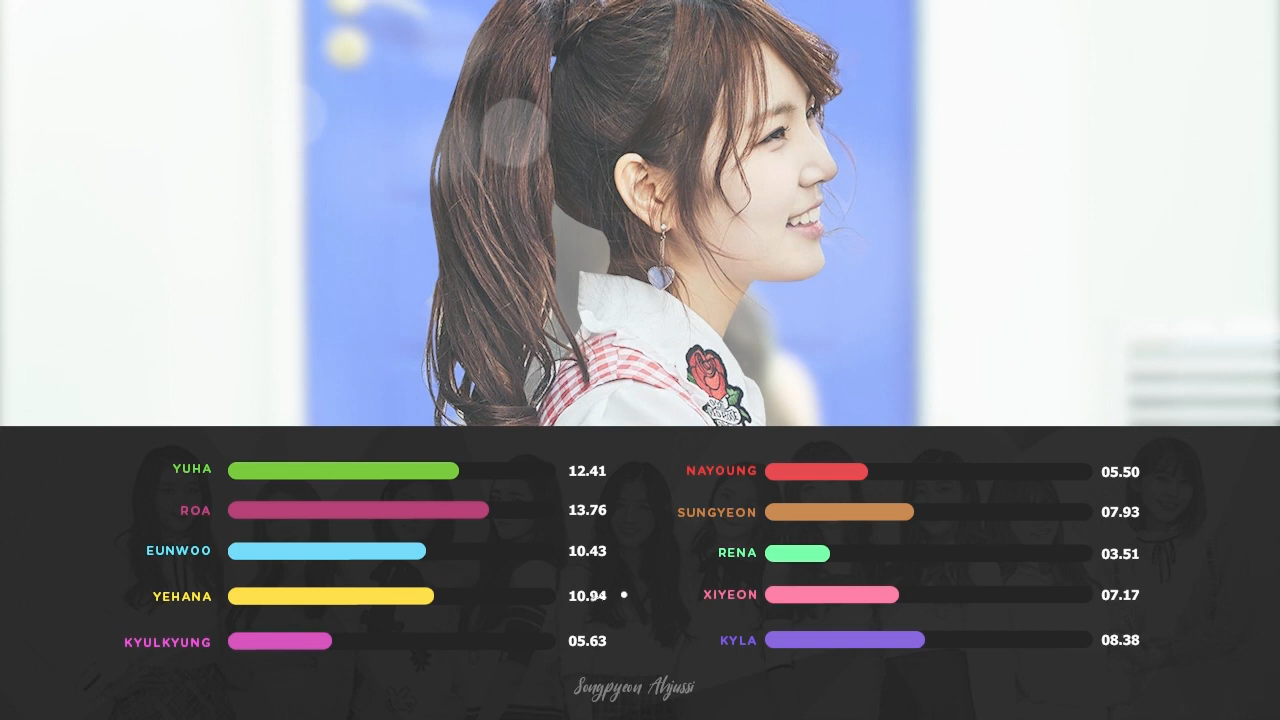 YUHA 12.41
ROA 13.76
EUNWOO 10.43
YEHANA 10.94
KYULKYUNG 05.63
NAYOUNG 05.50
SUNGYEON 07.93
RENA 03.51
XIYEON 07.17
KYLA 08.38
Songpyeon Ahjussi